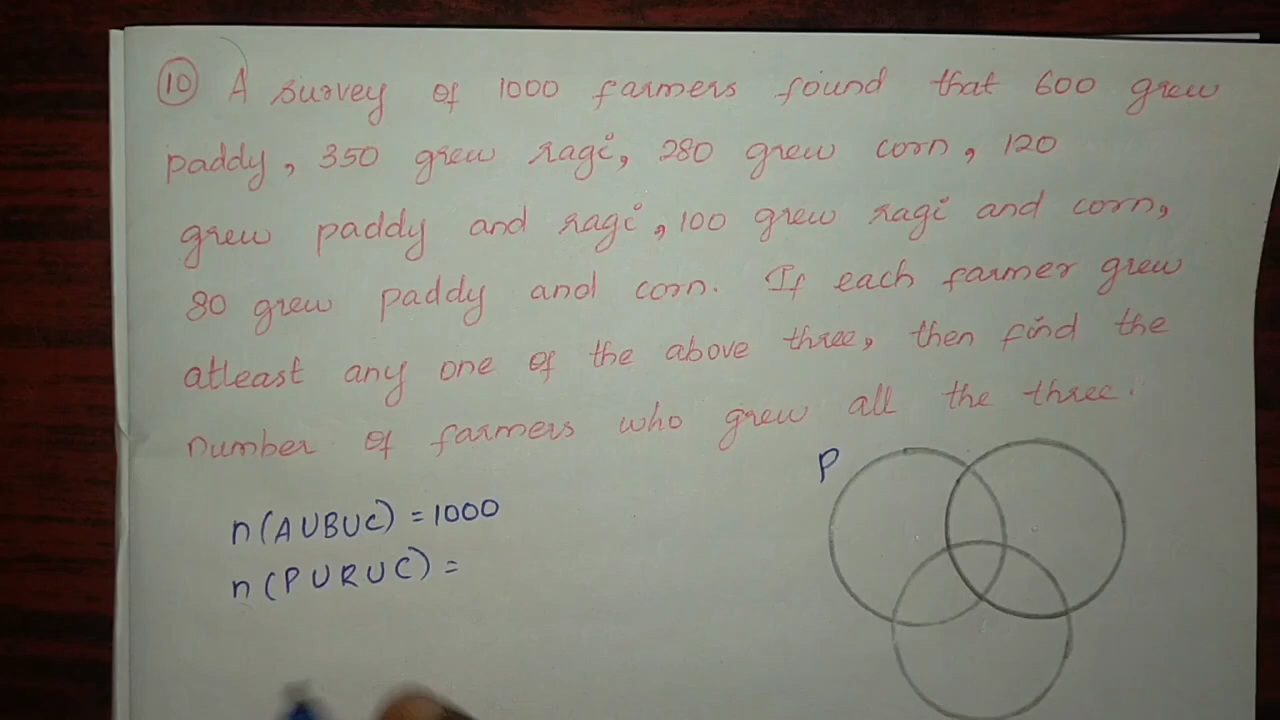 10 A survey of 1000 farmers found that 600 grew
paddy, 350 grew ragi, 280 grew corn, 120
grew paddy and ragi, 100 grew ragi and corn,
80 grew paddy and corn. If each farmer grew
atleast any one of the above three, then find the
number of farmers who grew all the three.
P
n(AUBUC) = 1000
n(PURUC) =